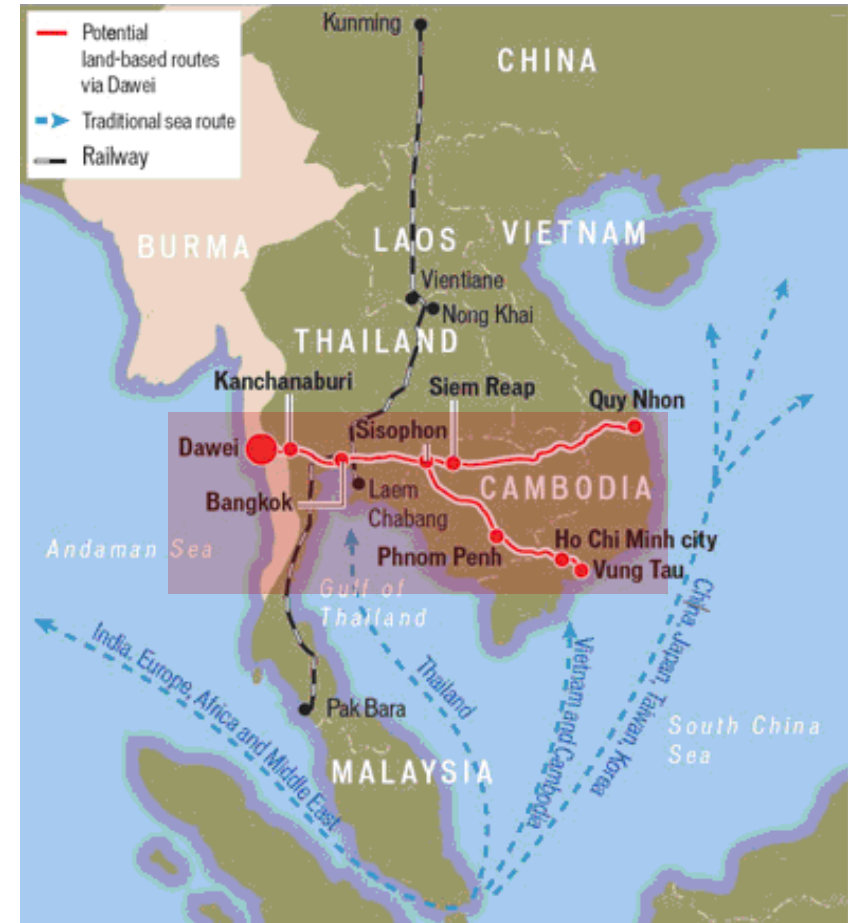 Potential
land-based routes
via Dawei
Traditional sea route
Railway
Kunming
CHINA
BURMA
LAOS
VIETNAM
Vientiane
Nong Khai
THAILAND
Kanchanaburi
Siem Reap
Quy Nhon
Sisophon
Dawei
Bangkok
Laem
Chabang
CAMBODIA
Phnom Penh
Ho Chi Minh city
Vung Tau
Andaman Sea
Gulf of
Thailand
India, Europe, Africa and Middle East
Thailand
Vietnam and Cambodia
China, Japan, Taiwan, Korea
South China
Sea
Pak Bara
MALAYSIA